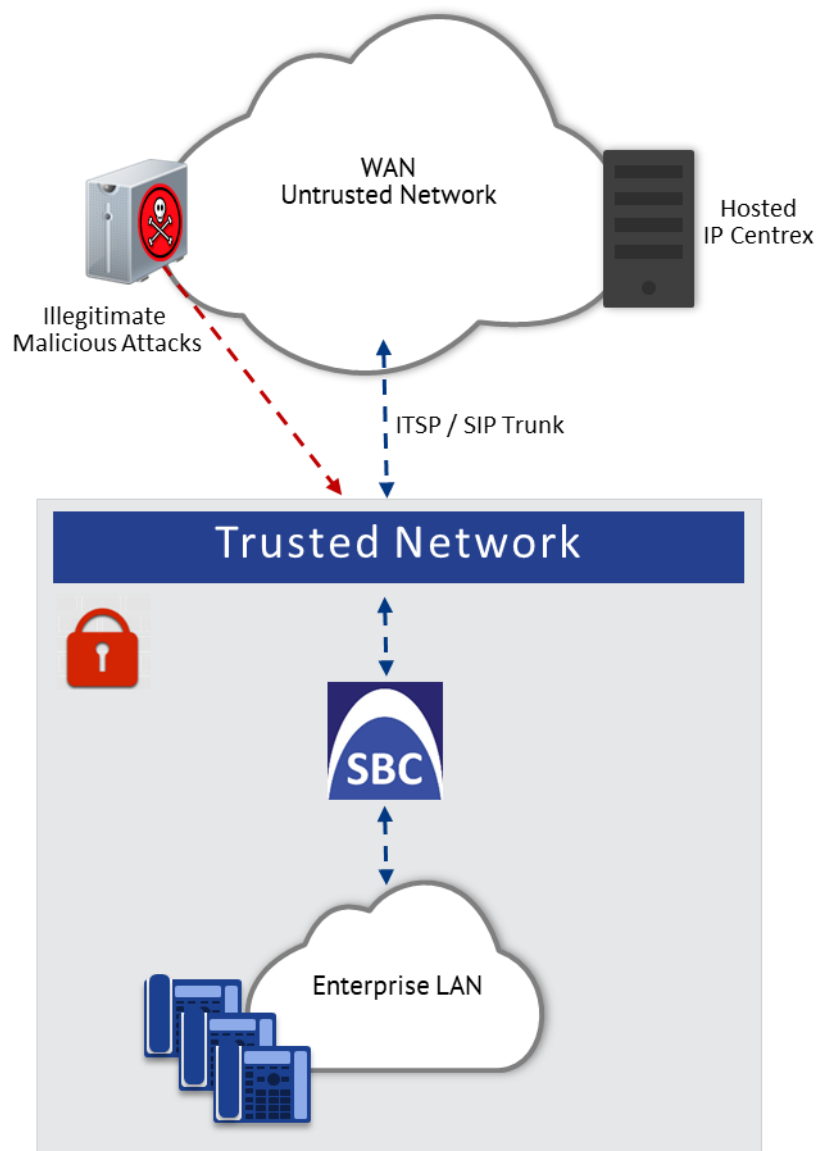 WAN
Untrusted Network
Hosted
IP Centrex
Illegitimate
Malicious Attacks
ITSP / SIP Trunk
Trusted Network
SBC
Enterprise LAN